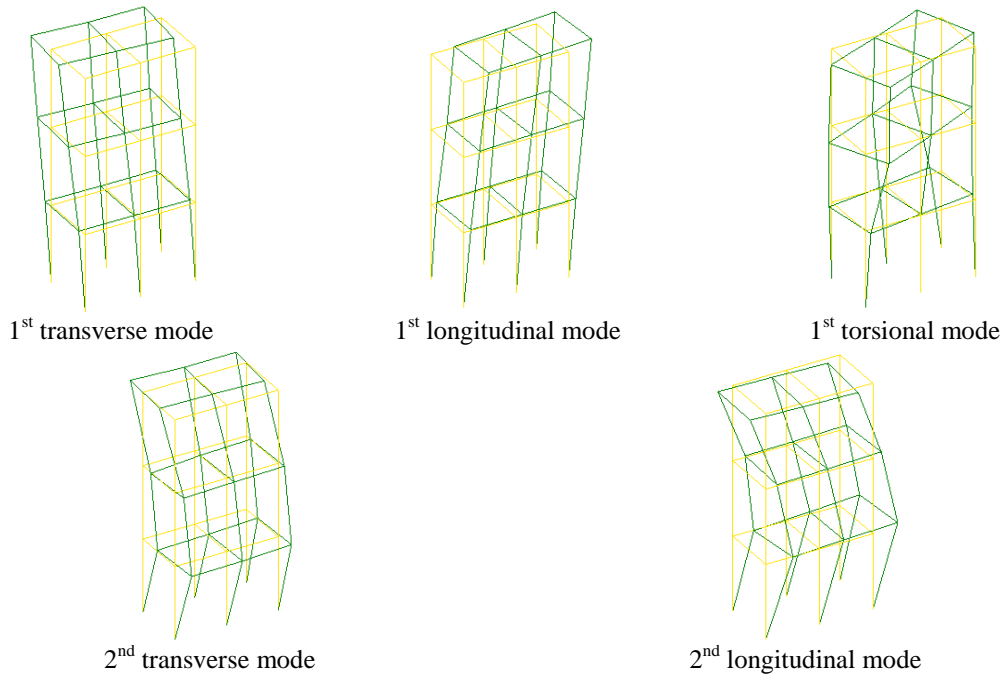 1st transverse mode
1st longitudinal mode
1st torsional mode
2nd transverse mode
2nd longitudinal mode